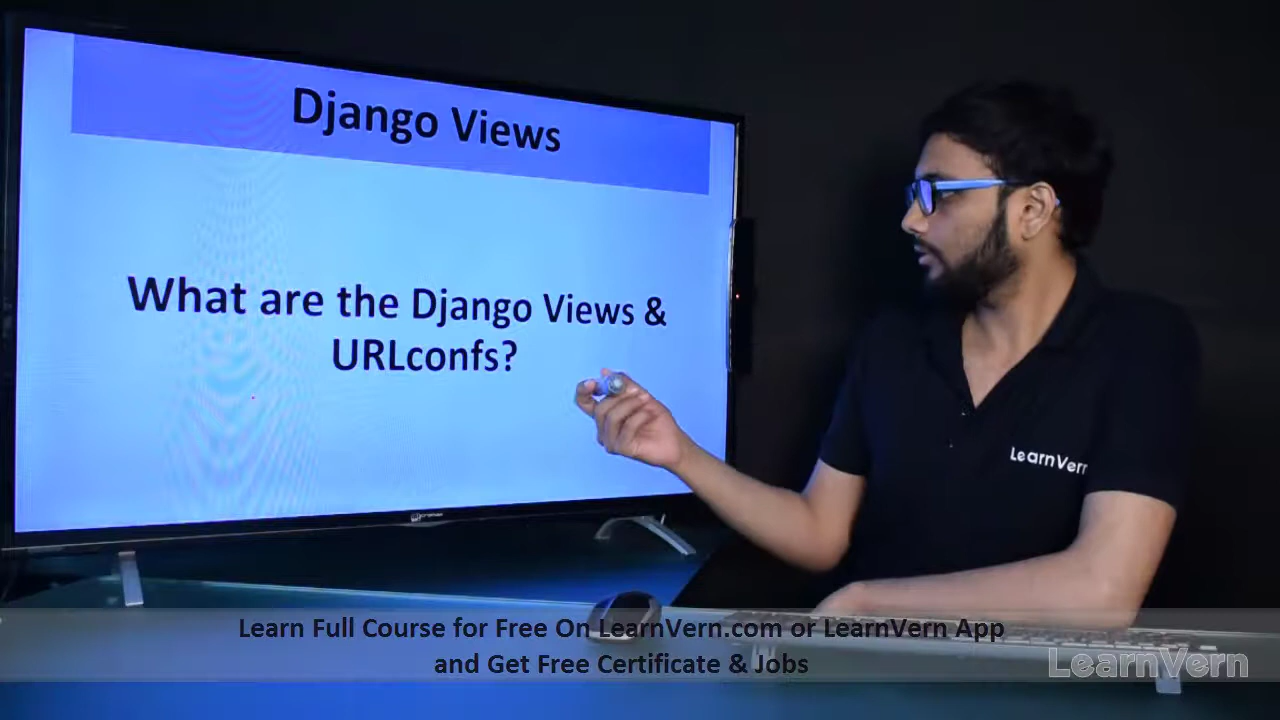 Django Views
What are the Django Views &
URLconfs?
LearnVern
Learn Full Course for Free On LearnVern.com or LearnVern App
and Get Free Certificate & Jobs
LearnVern